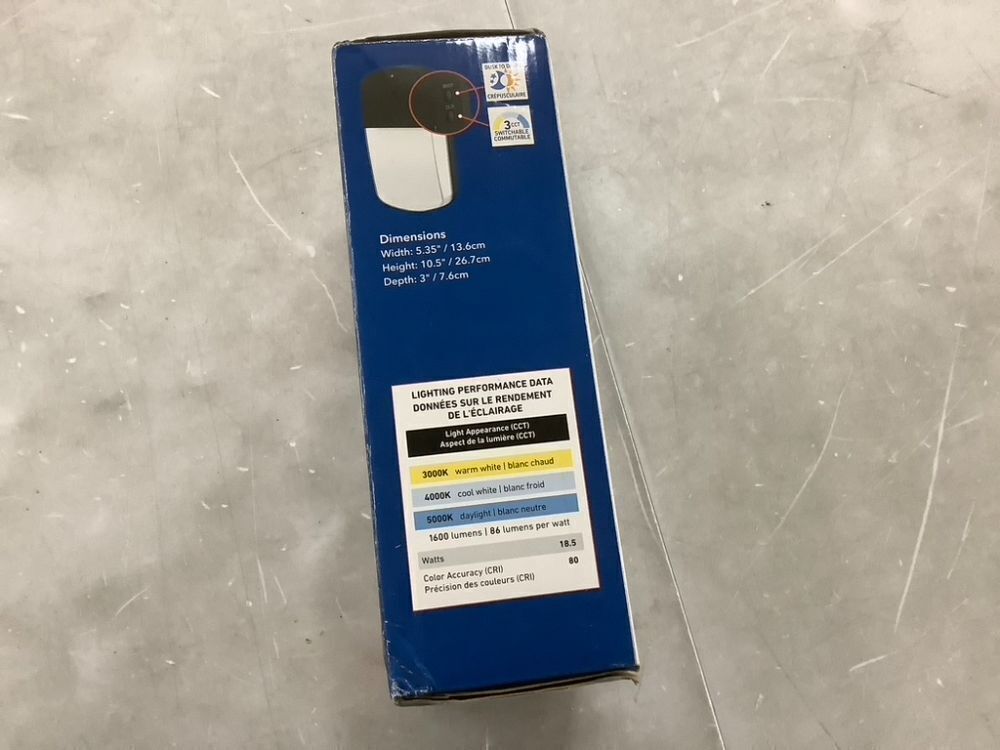 DUSK TO
CRÉPUSCULAIRE
3CCT
SWITCHABLE
COMMUTABLE
Dimensions
Width: 5.35" / 13.6cm
Height: 10.5" / 26.7cm
Depth: 3" / 7.6cm
LIGHTING PERFORMANCE DATA
DONNÉES SUR LE RENDEMENT
DE L'ÉCLAIRAGE
Light Appearance (CCT)
Aspect de la lumière (CCT)
3000K warm white | blanc chaud
4000K cool white | blanc froid
5000K daylight | blanc neutre
1600 lumens | 86 lumens per watt
Watts 18.5
Color Accuracy (CRI) 80
Précision des couleurs (CRI)